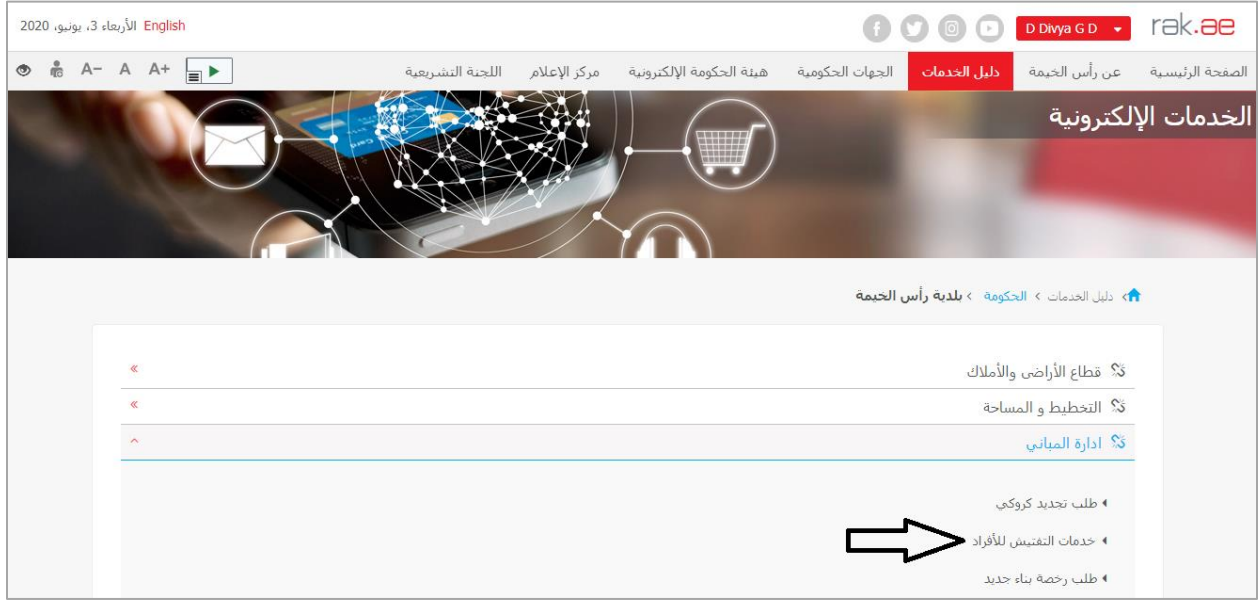 rak.ae
D Divya G D
English الأربعاء 3، يونيو، 2020
الصفحة الرئيسية عن رأس الخيمة دليل الخدمات الجهات الحكومية هيئة الحكومة الإلكترونية مركز الإعلام اللجنة التشريعية
A+ A A-
الخدمات الإلكترونية
دليل الخدمات › الحكومة › بلدية رأس الخيمة
قطاع الأراضى والأملاك
التخطيط و المساحة
ادارة المباني
طلب تجديد كروكي
خدمات التفتيش للأفراد
طلب رخصة بناء جديد